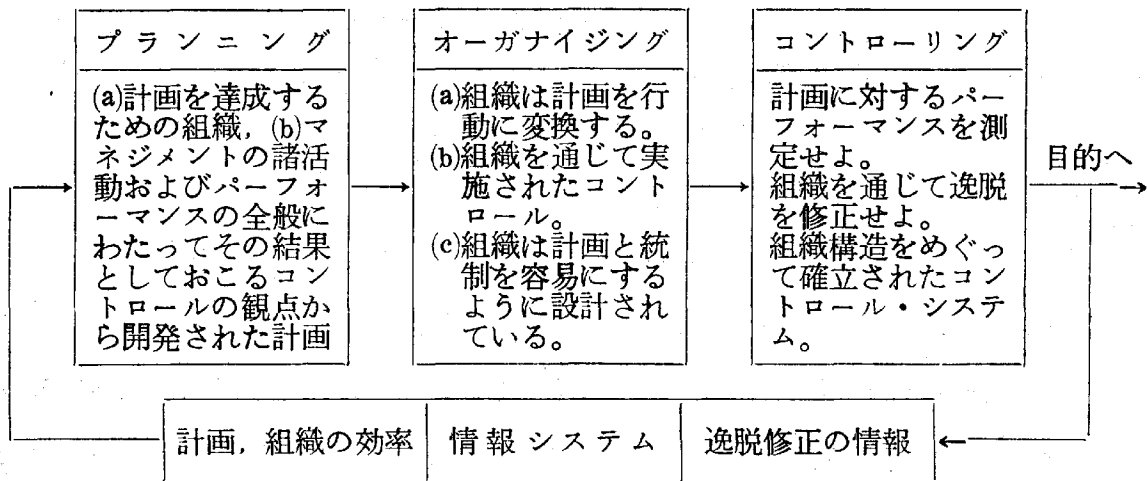 プランニング
(a)計画を達成する
ための組織, (b)マ
ネジメントの諸活
動およびパーフォ
ーマンスの全般に
わたってその結果
としておこるコン
トロールの観点か
ら開発された計画
オーガナイジング
(a)組織は計画を行
動に変換する。
(b)組織を通じて実
施されたコント
ロール。
(c)組織は計画と統
制を容易にする
ように設計され
ている。
コントローリング
計画に対するパー
フォーマンスを測
定せよ。
組織を通じて逸脱
を修正せよ。
組織構造をめぐっ
て確立されたコン
トロール・システ
ム。
目的へ
計画, 組織の効率
情報システム
逸脱修正の情報